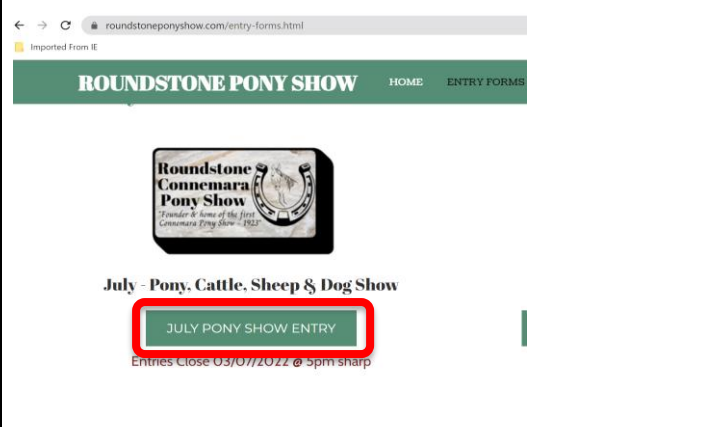 roundstoneponyshow.com/entry-forms.html
Imported From IE
ROUNDSTONE PONY SHOW HOME ENTRY FORMS
Roundstone
Connemara
Pony Show
"Founder & home of the first
Connemara Pony Show - 1923"
July - Pony, Cattle, Sheep & Dog Show
JULY PONY SHOW ENTRY
Entries Close 03/07/2022 @ 5pm sharp